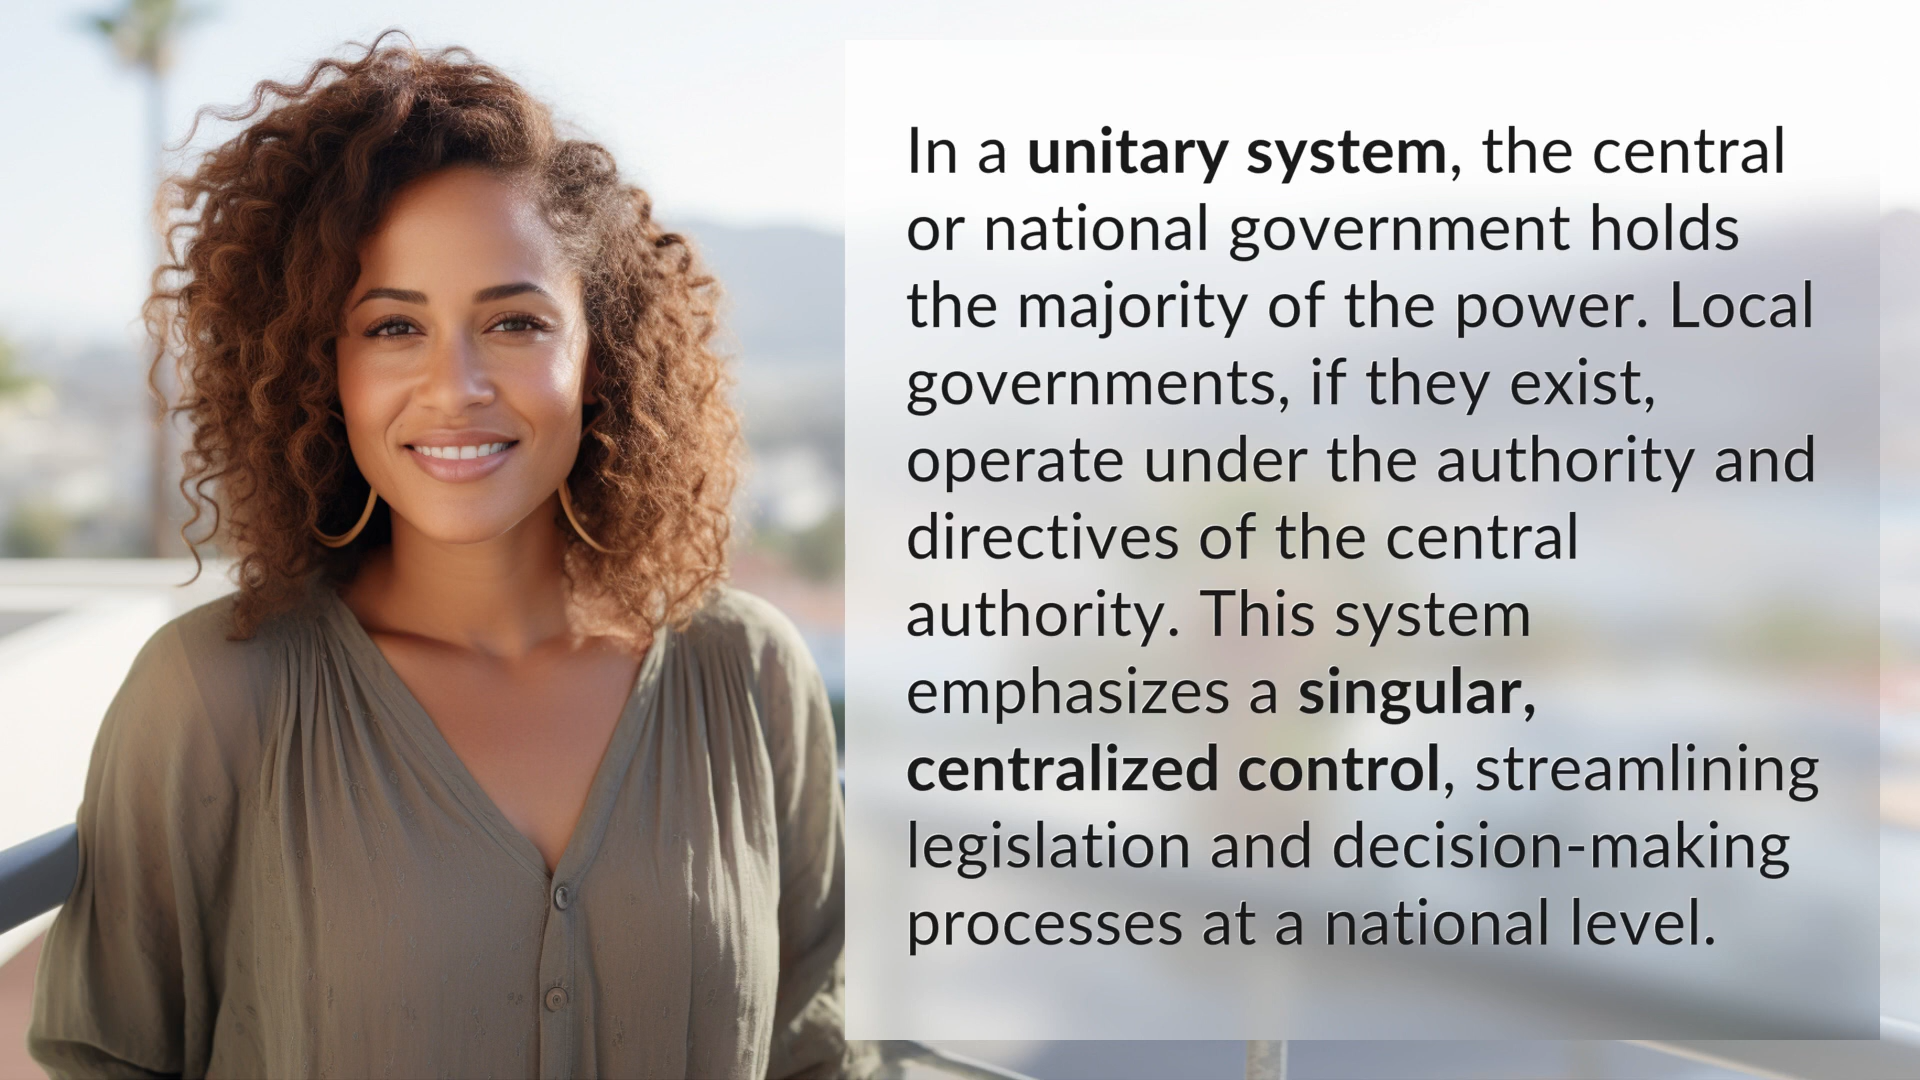 In a unitary system, the central
or national government holds
the majority of the power. Local
governments, if they exist,
operate under the authority and
directives of the central
authority. This system
emphasizes a singular,
centralized control, streamlining
legislation and decision-making
processes at a national level.